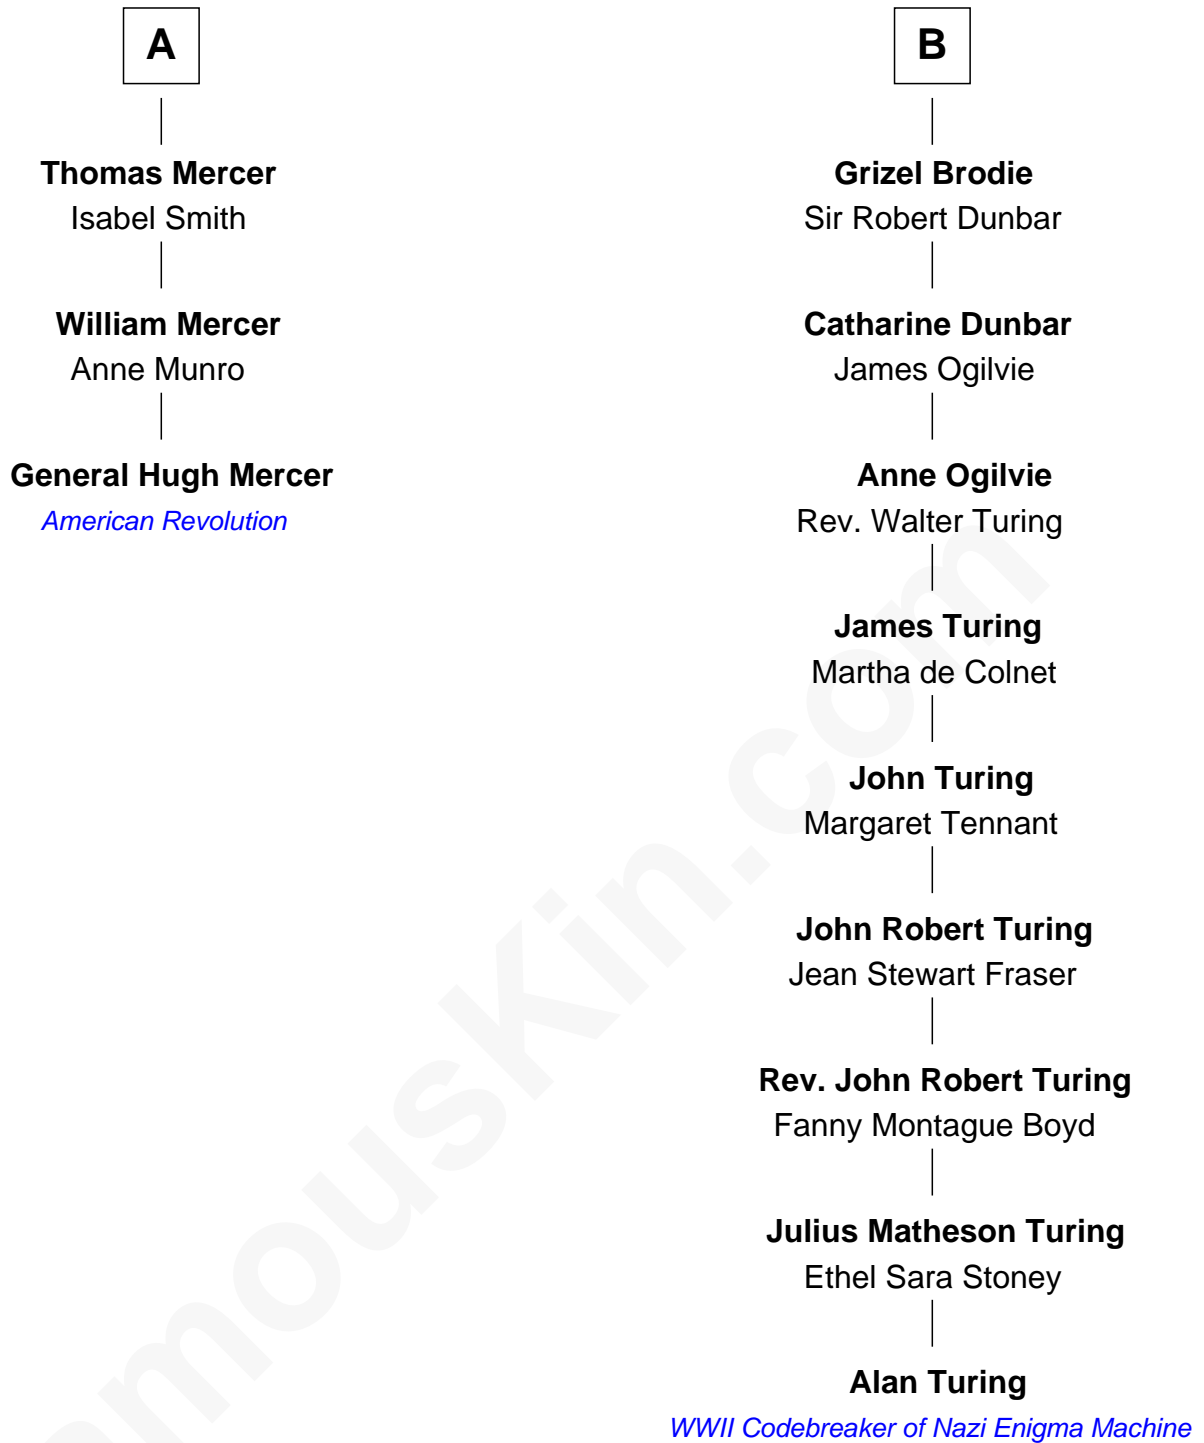 A
Thomas Mercer
Isabel Smith
William Mercer
Anne Munro
General Hugh Mercer
American Revolution
B
Grizel Brodie
Sir Robert Dunbar
Catharine Dunbar
James Ogilvie
Anne Ogilvie
Rev. Walter Turing
James Turing
Martha de Colnet
John Turing
Margaret Tennant
John Robert Turing
Jean Stewart Fraser
Rev. John Robert Turing
Fanny Montague Boyd
Julius Matheson Turing
Ethel Sara Stoney
Alan Turing
WWII Codebreaker of Nazi Enigma Machine
amousKin.com